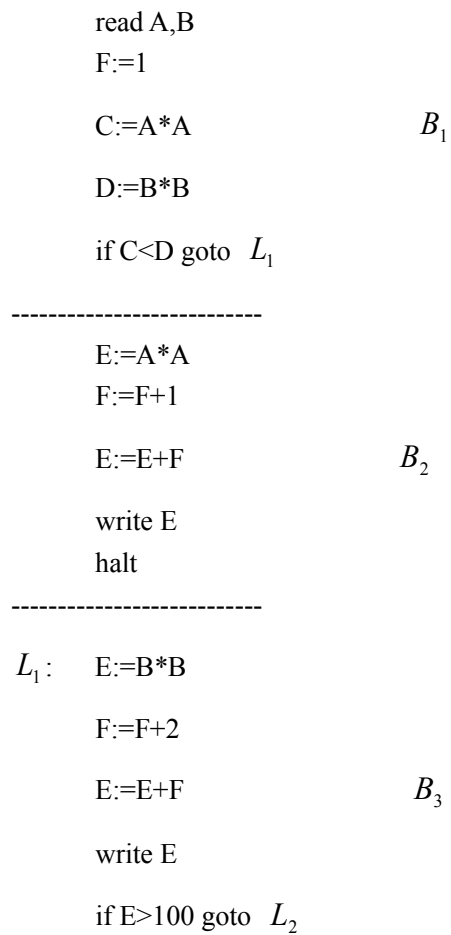 read A,B
F:=1
C:=A*A B₁
D:=B*B
if C<D goto L₁
---------------------------
E:=A*A
F:=F+1
E:=E+F B₂
write E
halt
---------------------------
L₁: E:=B*B
F:=F+2
E:=E+F B₃
write E
if E>100 goto L₂